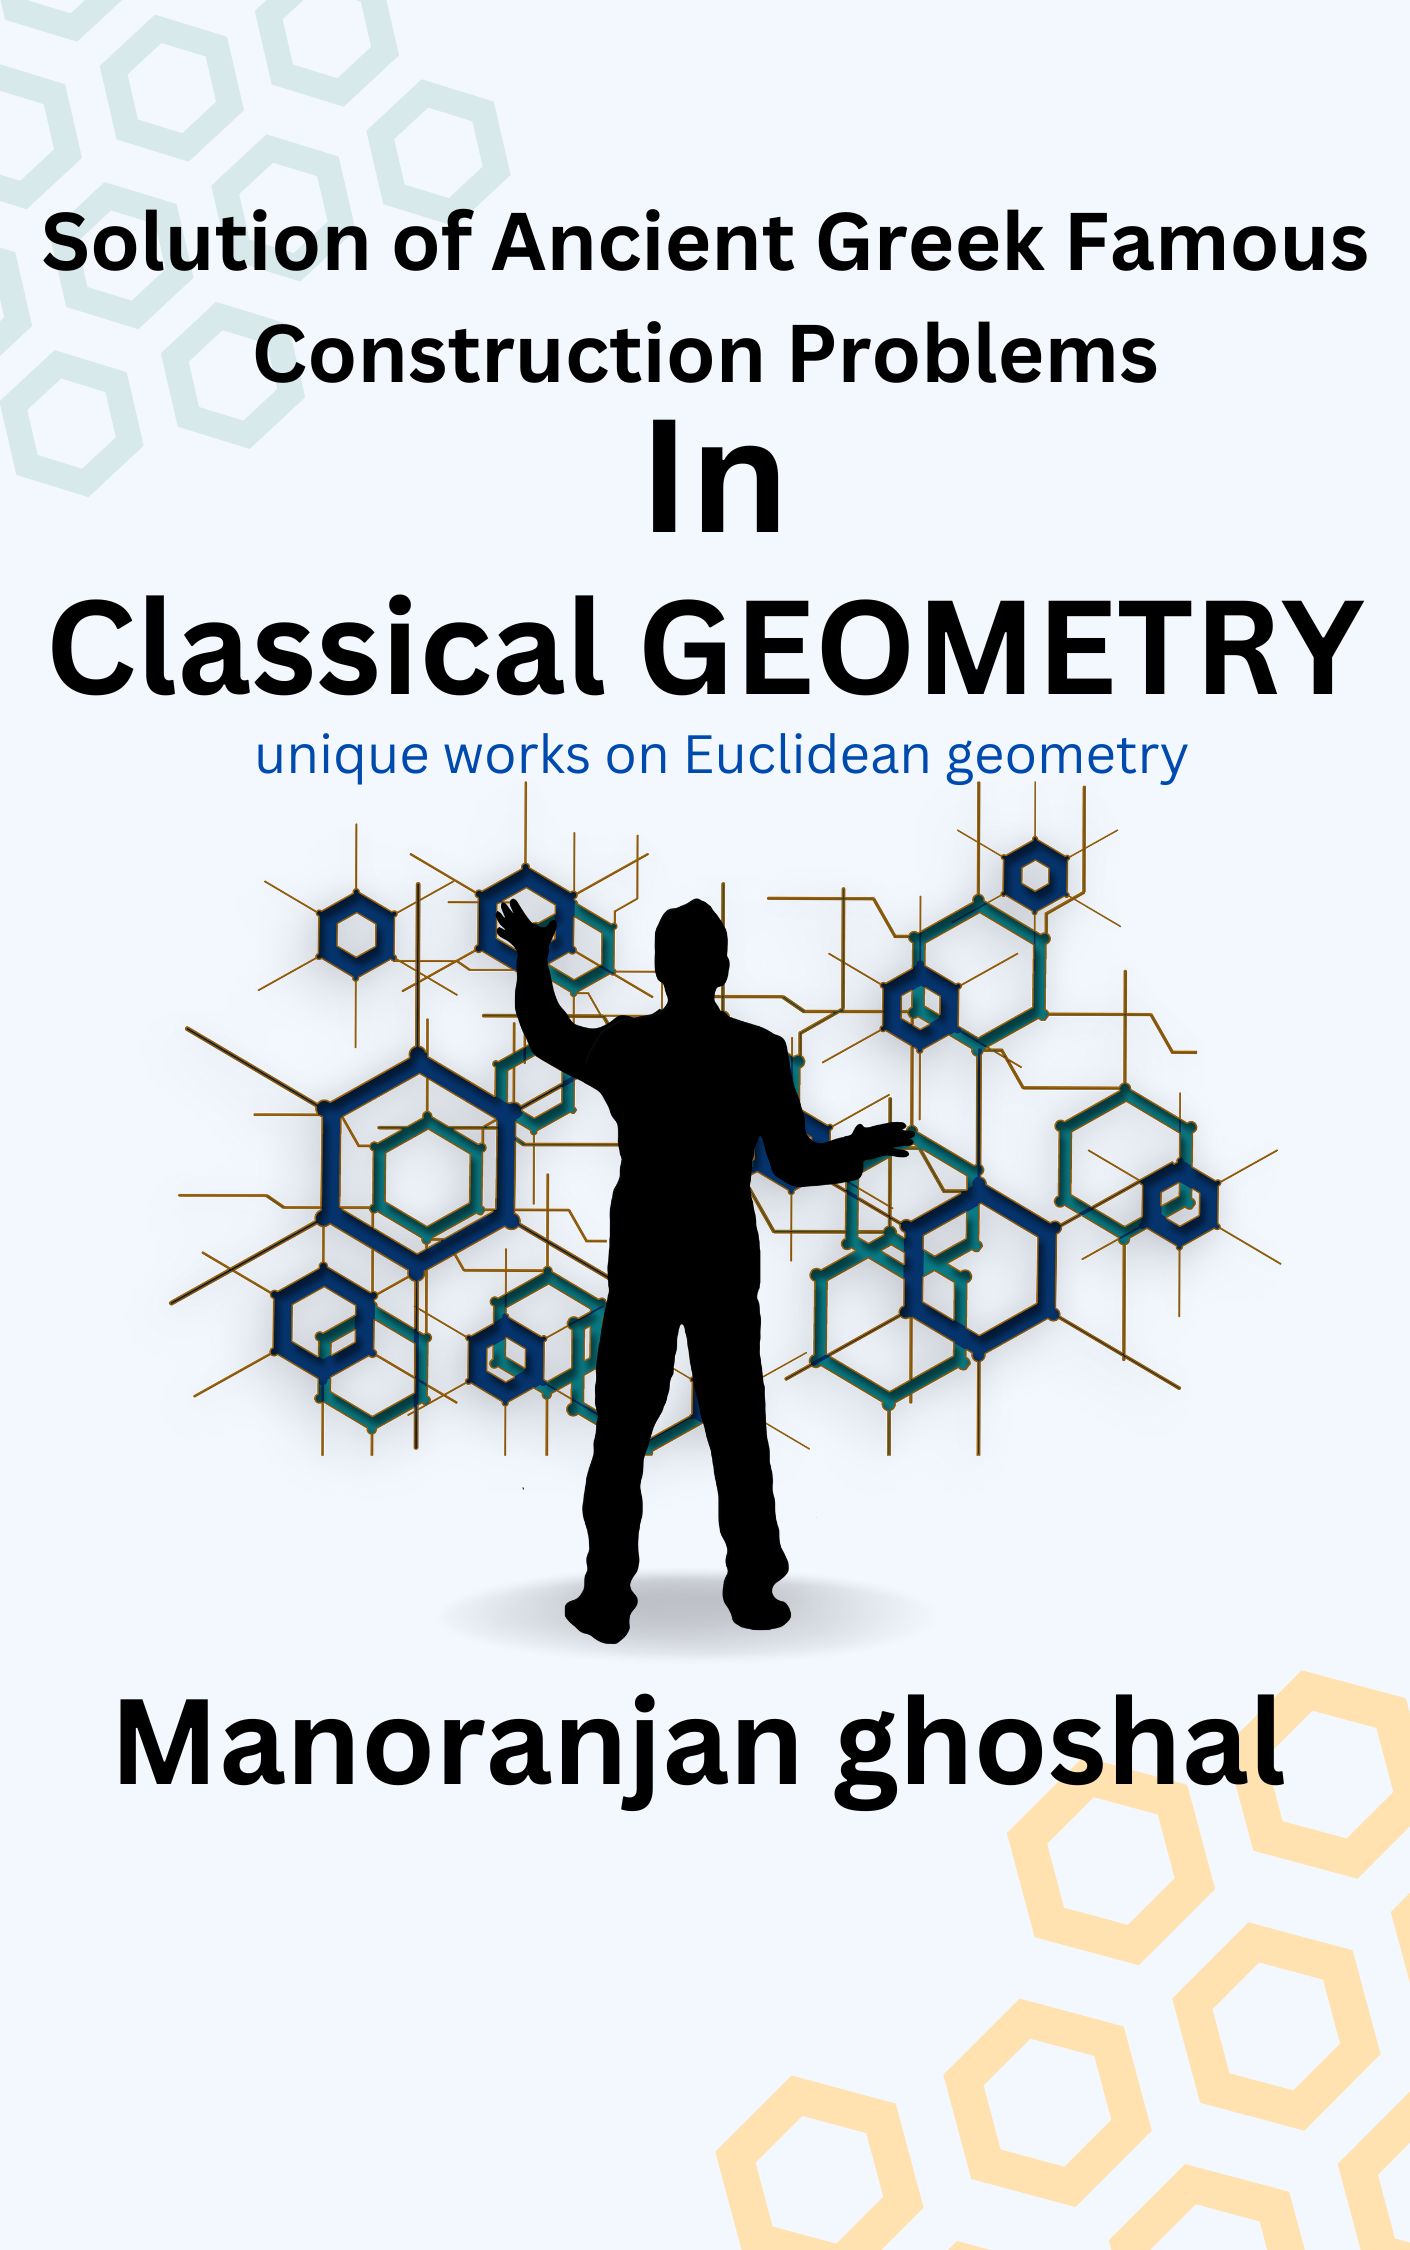 Solution of Ancient Greek Famous
Construction Problems
In
Classical GEOMETRY
unique works on Euclidean geometry
Manoranjan ghoshal